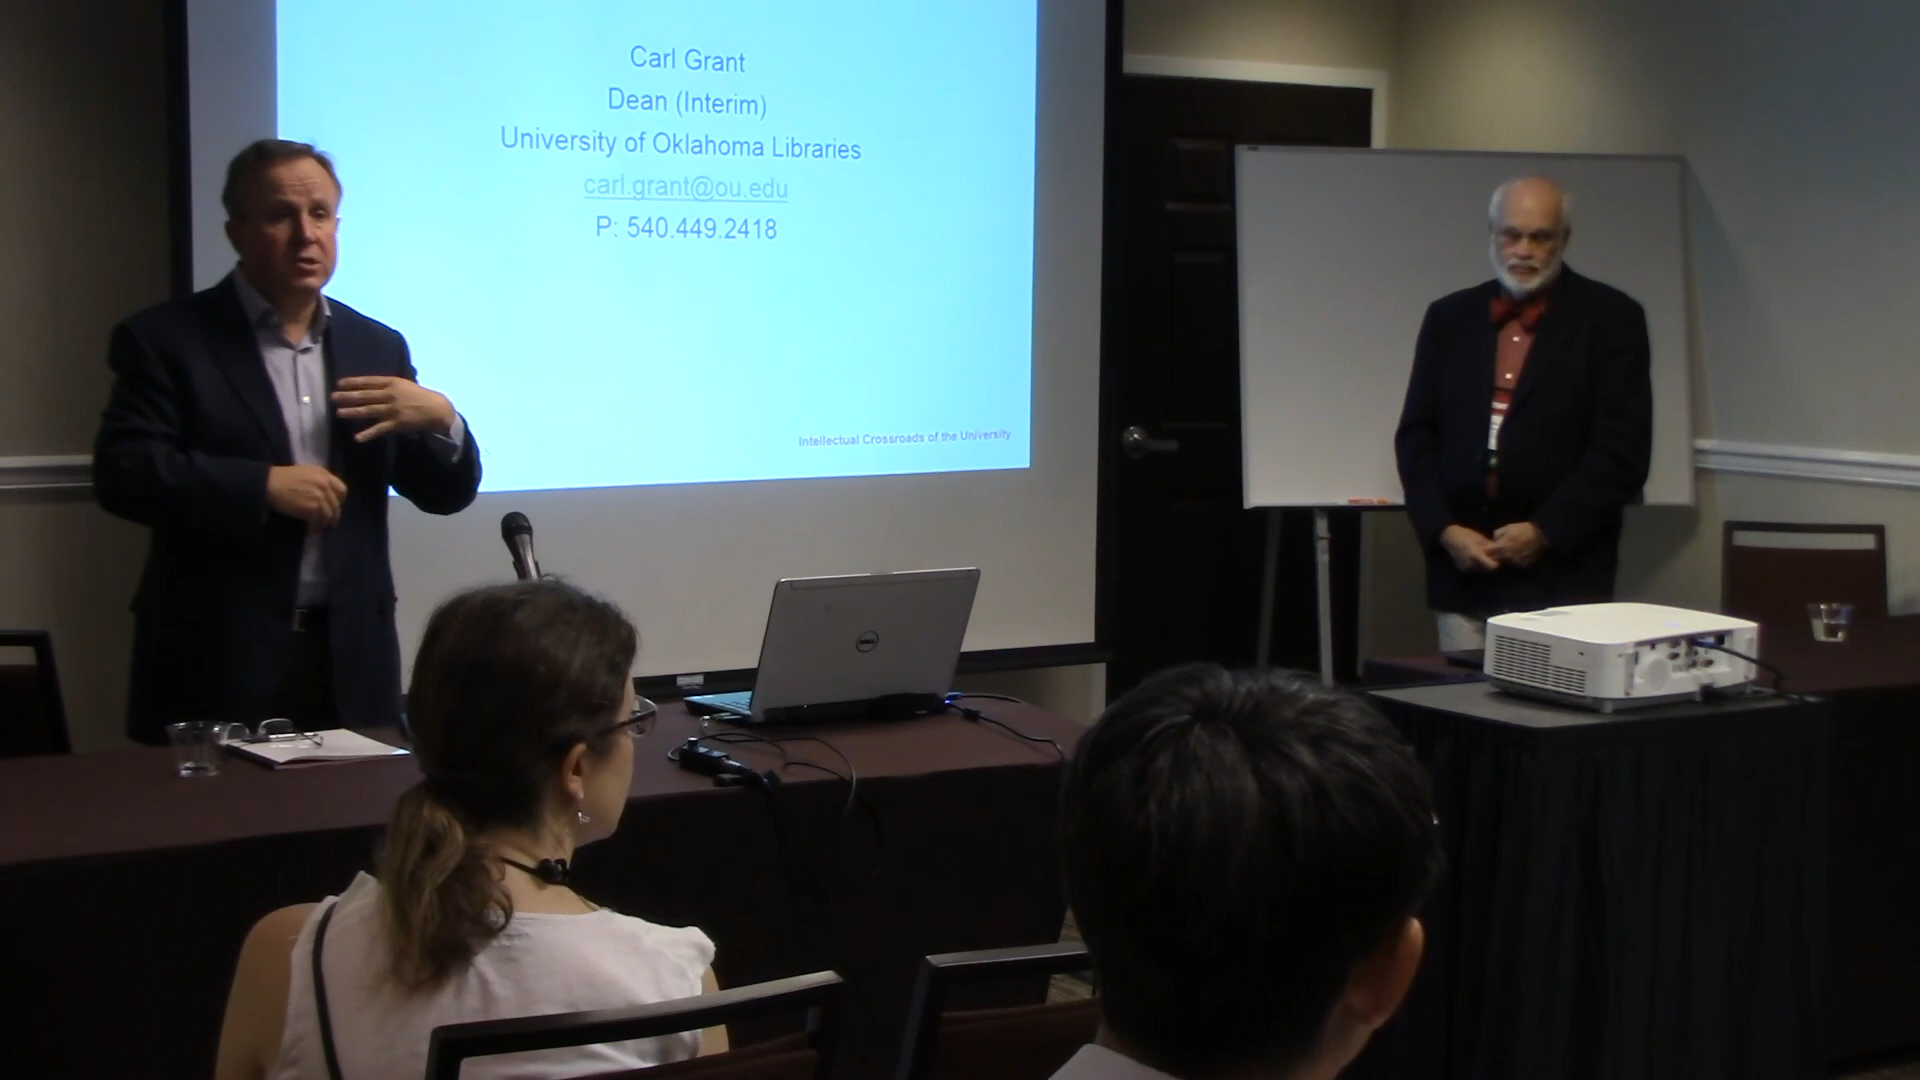 Carl Grant
Dean (Interim)
University of Oklahoma Libraries
carl.grant@ou.edu
P: 540.449.2418
Intellectual Crossroads of the University
DELL